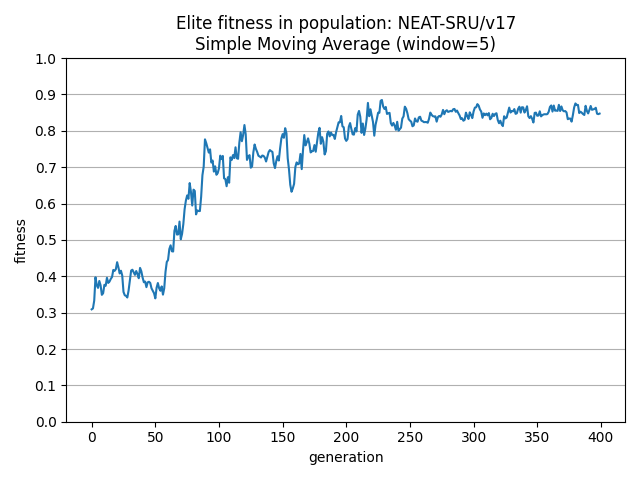 Elite fitness in population: NEAT-SRU/v17
Simple Moving Average (window=5)
1.0
0.9
0.8
0.7
0.6
0.5
0.4
0.3
0.2
0.1
0.0
fitness
0 50 100 150 200 250 300 350 400
generation